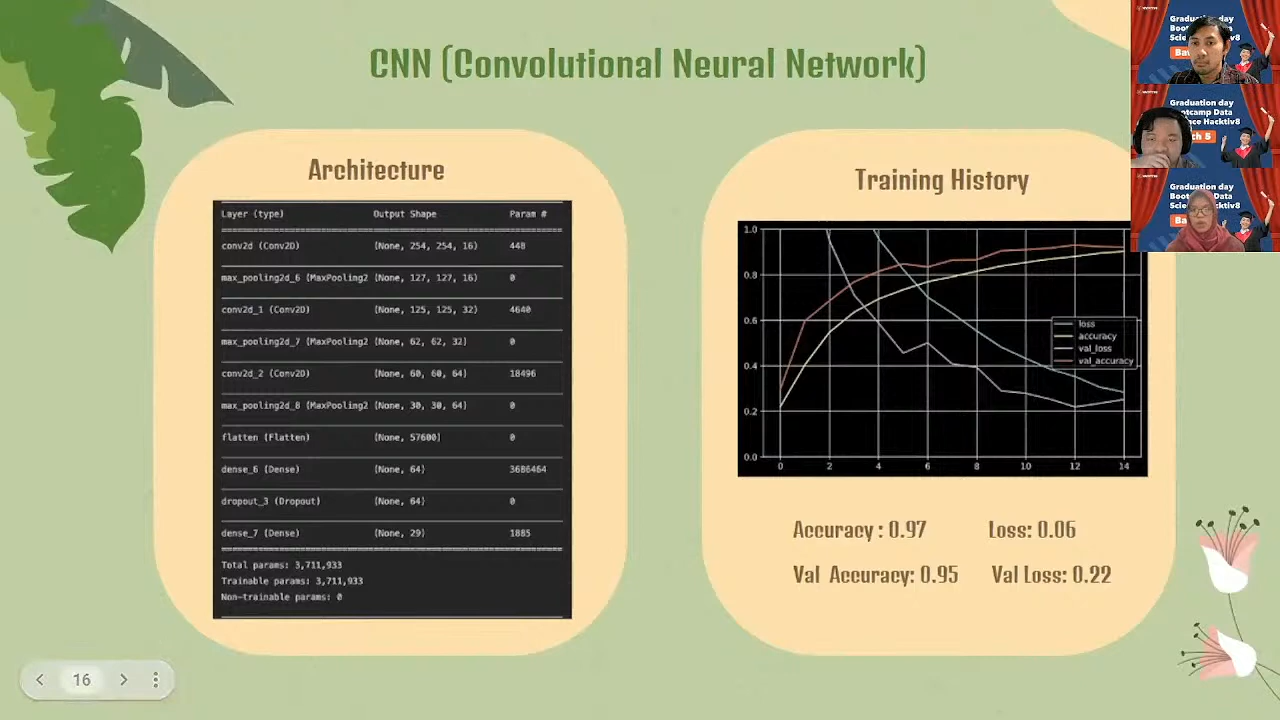 CNN (Convolutional Neural Network)
Architecture
Layer (type) Output Shape Param #
conv2d (Conv2D) (None, 254, 254, 16) 448
max_pooling2d_6 (MaxPooling2 (None, 127, 127, 16) 0
conv2d_1 (Conv2D) (None, 125, 125, 32) 4640
max_pooling2d_7 (MaxPooling2 (None, 62, 62, 32) 0
conv2d_2 (Conv2D) (None, 60, 60, 64) 18496
max_pooling2d_8 (MaxPooling2 (None, 30, 30, 64) 0
flatten (Flatten) (None, 57600) 0
dense_6 (Dense) (None, 64) 3686464
dropout_3 (Dropout) (None, 64) 0
dense_7 (Dense) (None, 29) 1885
Total params: 3,711,933
Trainable params: 3,711,933
Non-trainable params: 0
Training History
1.0
0.8
0.6
0.4
0.2
0.0
0 2 4 6 8 10 12 14
loss
accuracy
val_loss
val_accuracy
Accuracy : 0.97 Loss: 0.06
Val Accuracy: 0.95 Val Loss: 0.22
16
Graduation day
Graduation day
otcamp Data
nce Hacktiv8
ch 5
Graduation day